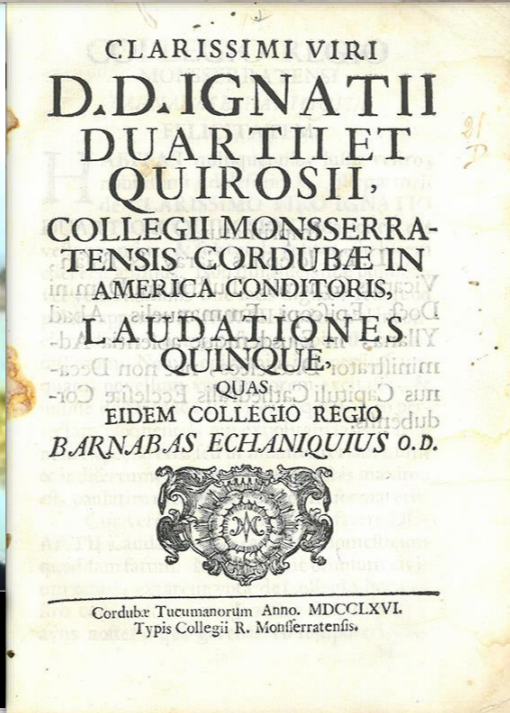 CLARISSIMI VIRI
D.D. IGNATII
DUARTII ET
QUIROSII,
COLLEGII MONSSERRA-
TENSIS CORDUBÆ IN
AMERICA CONDITORIS,
LAUDATIONES
QUINQUE,
QUAS
EIDEM COLLEGIO REGIO
BARNABAS ECHANIQUIUS O.D.
Cordubæ Tucumanorum Anno. MDCCLXVI.
Typis Collegii R. Monsserratensis.